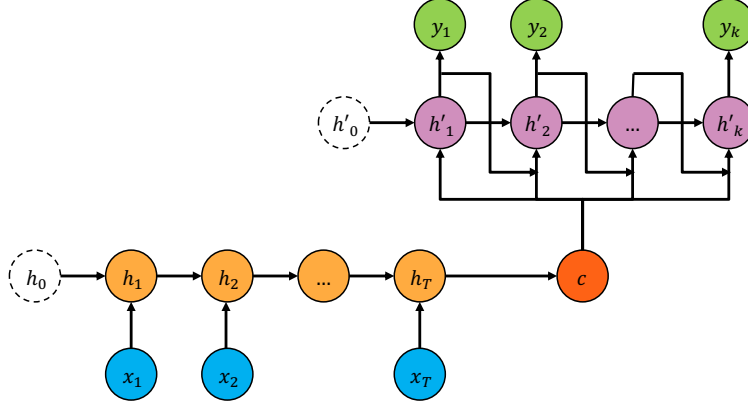 y₁ y₂ yₖ
h'₀ h'₁ h'₂ ... h'ₖ
h₀ h₁ h₂ ... h_T c
x₁ x₂ x_T